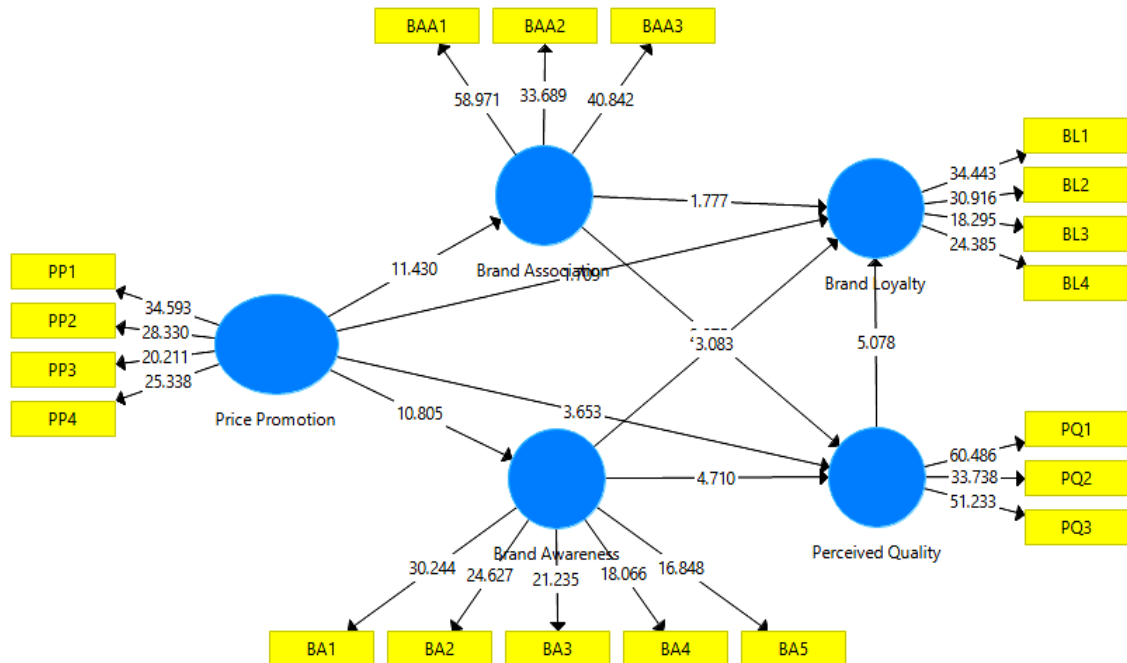 BAA1
BAA2
BAA3
58.971
33.689
40.842
BL1
34.443
BL2
30.916
18.295
BL3
24.385
BL4
1.777
Brand Association
Brand Loyalty
11.430
PP1
34.593
PP2
28.330
PP3
20.211
25.338
PP4
Price Promotion
3.083
5.078
10.805
3.653
4.710
PQ1
60.486
33.738
PQ2
51.233
PQ3
Perceived Quality
Brand Awareness
30.244
24.627
21.235
18.066
16.848
BA1
BA2
BA3
BA4
BA5